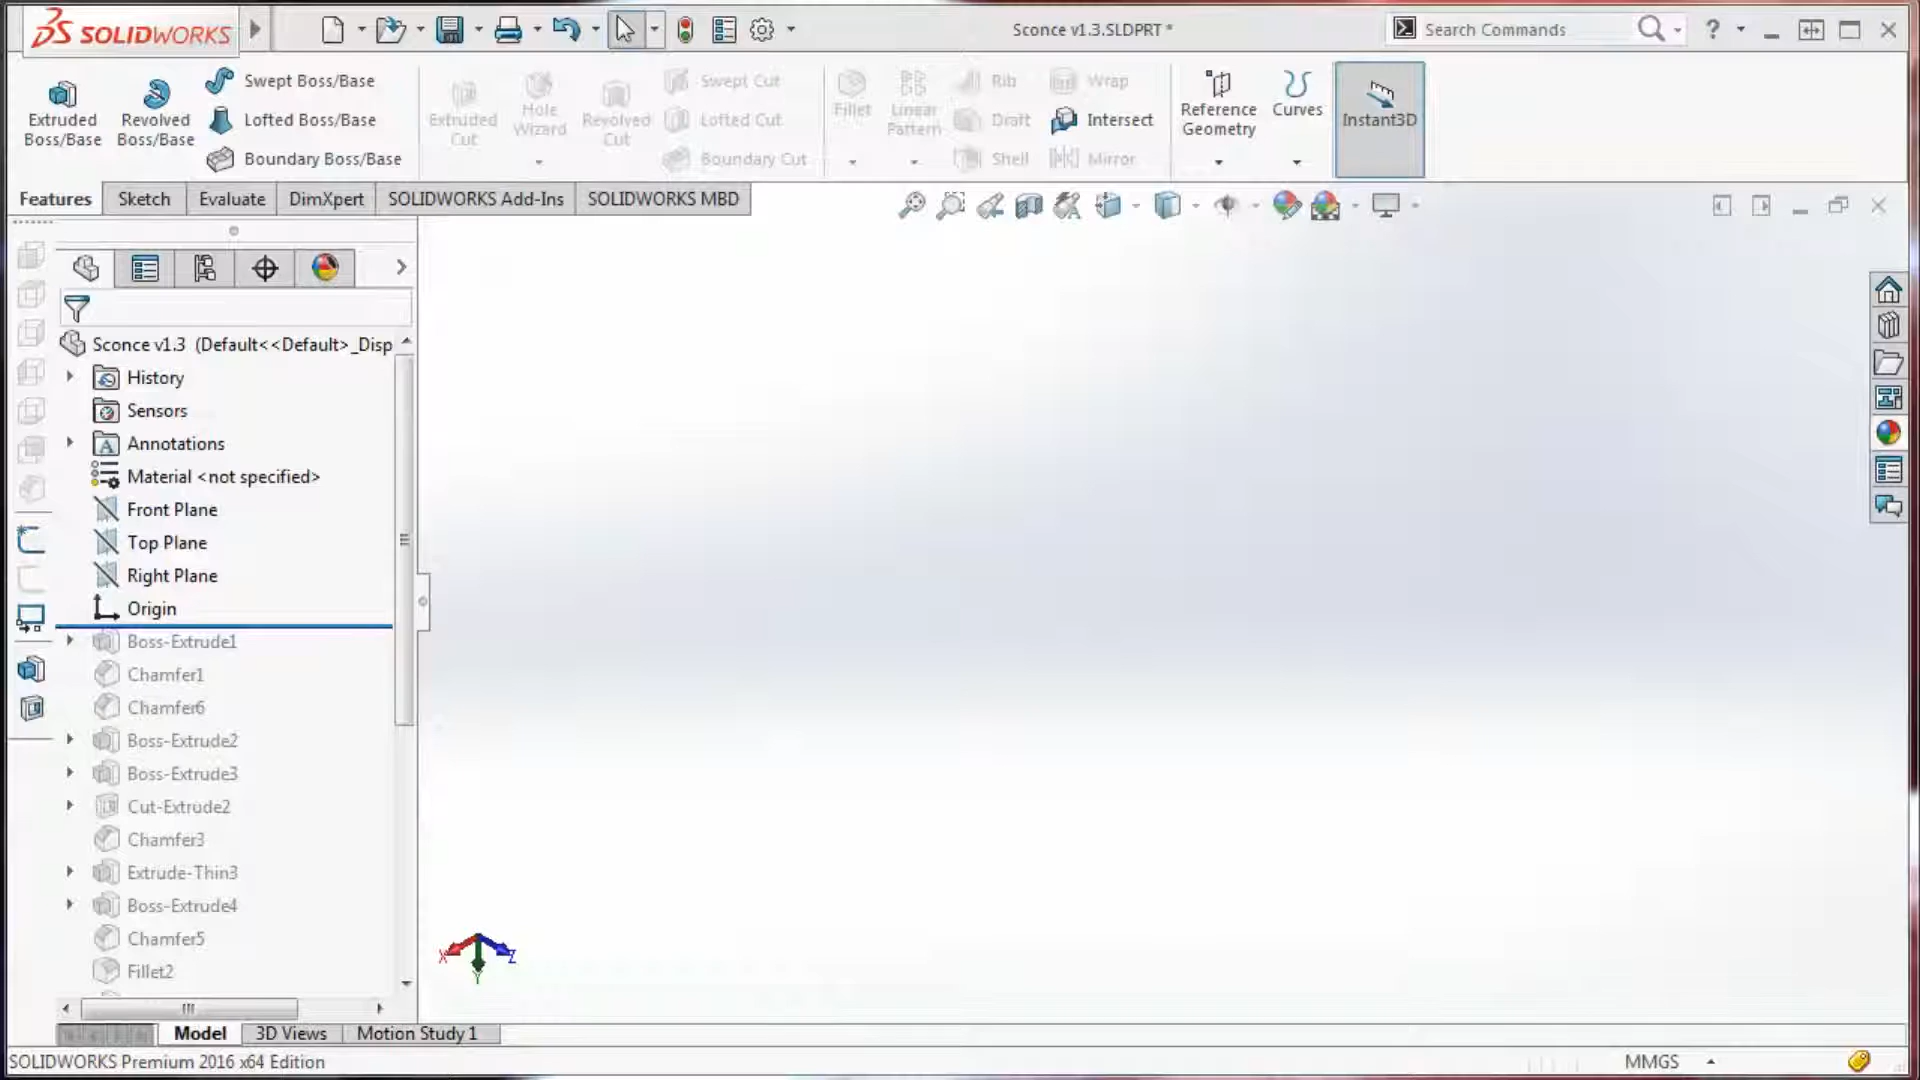 SOLIDWORKS
Sconce v1.3.SLDPRT *
Search Commands
?
Extruded Boss/Base
Revolved Boss/Base
Swept Boss/Base
Lofted Boss/Base
Boundary Boss/Base
Extruded Cut
Hole Wizard
Revolved Cut
Swept Cut
Lofted Cut
Boundary Cut
Fillet
Linear Pattern
Rib
Draft
Shell
Wrap
Intersect
Mirror
Reference Geometry
Curves
Instant3D
Features
Sketch
Evaluate
DimXpert
SOLIDWORKS Add-Ins
SOLIDWORKS MBD
Sconce v1.3 (Default<<Default>_Disp
History
Sensors
Annotations
Material <not specified>
Front Plane
Top Plane
Right Plane
Origin
Boss-Extrude1
Chamfer1
Chamfer6
Boss-Extrude2
Boss-Extrude3
Cut-Extrude2
Chamfer3
Extrude-Thin3
Boss-Extrude4
Chamfer5
Fillet2
X
Z
Y
Model
3D Views
Motion Study 1
SOLIDWORKS Premium 2016 x64 Edition
MMGS